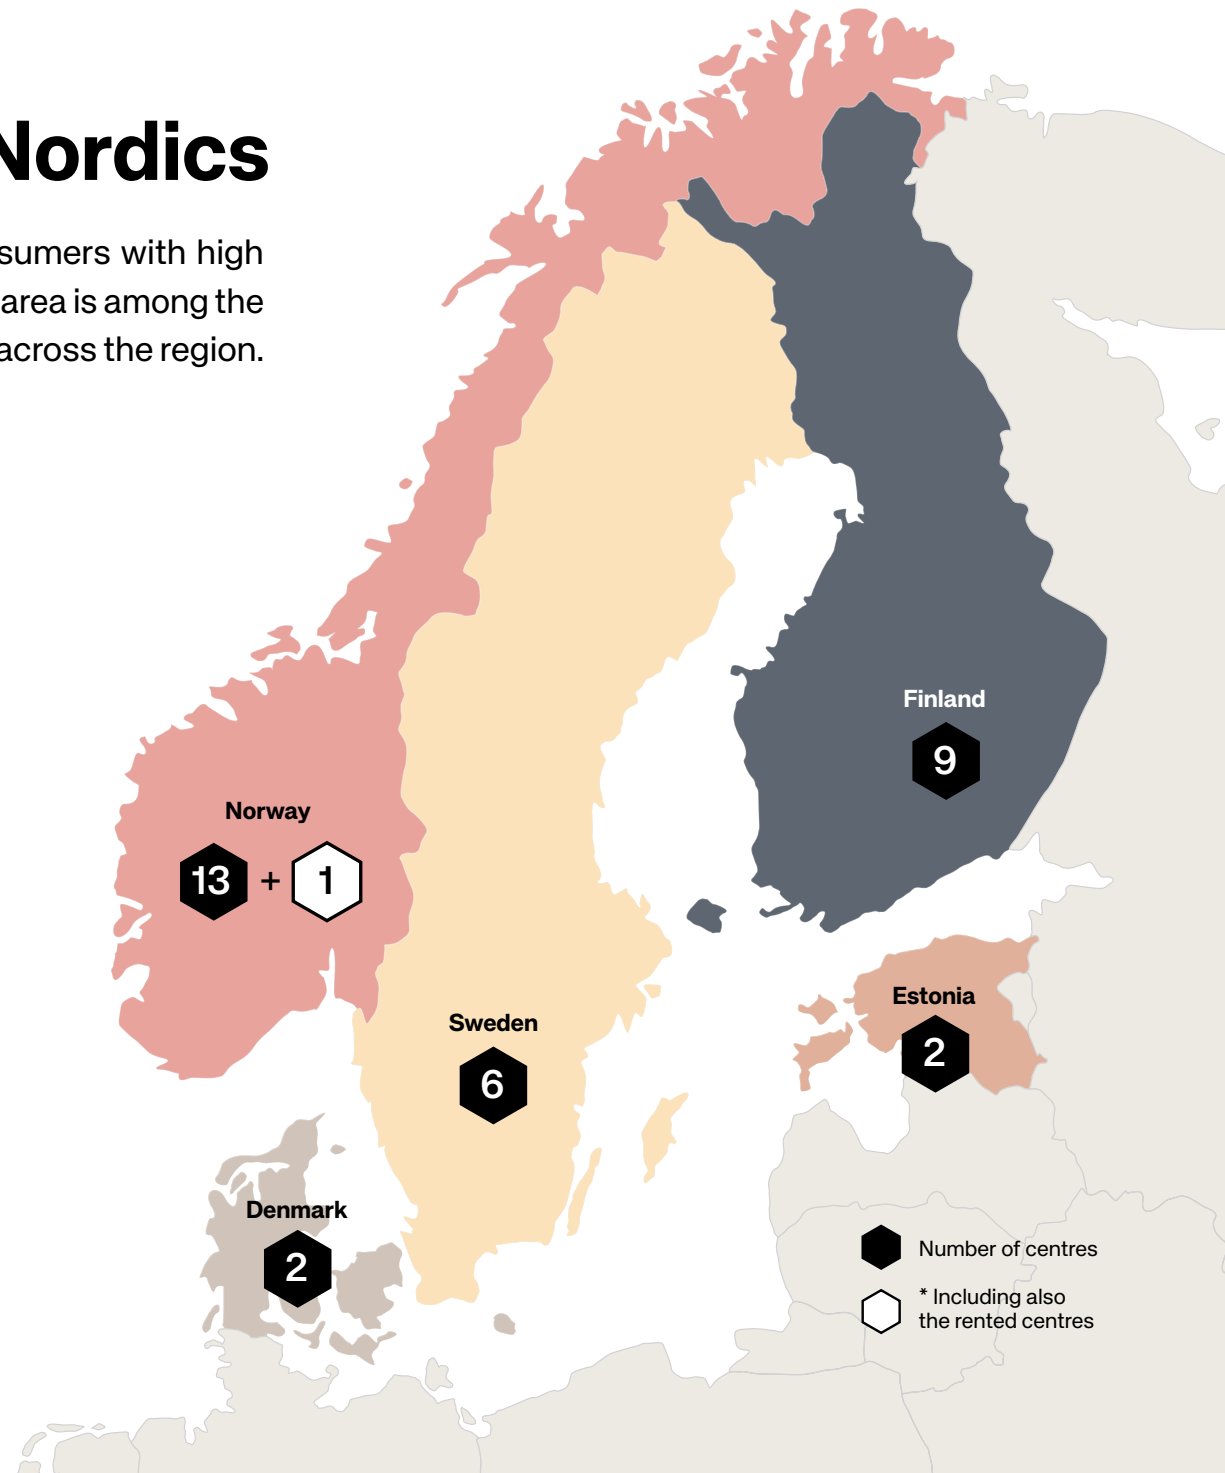 Nordics
sumers with high
area is among the
across the region.
Finland
9
Norway
13 + 1
Estonia
2
Sweden
6
Denmark
2
Number of centres
* Including also
the rented centres